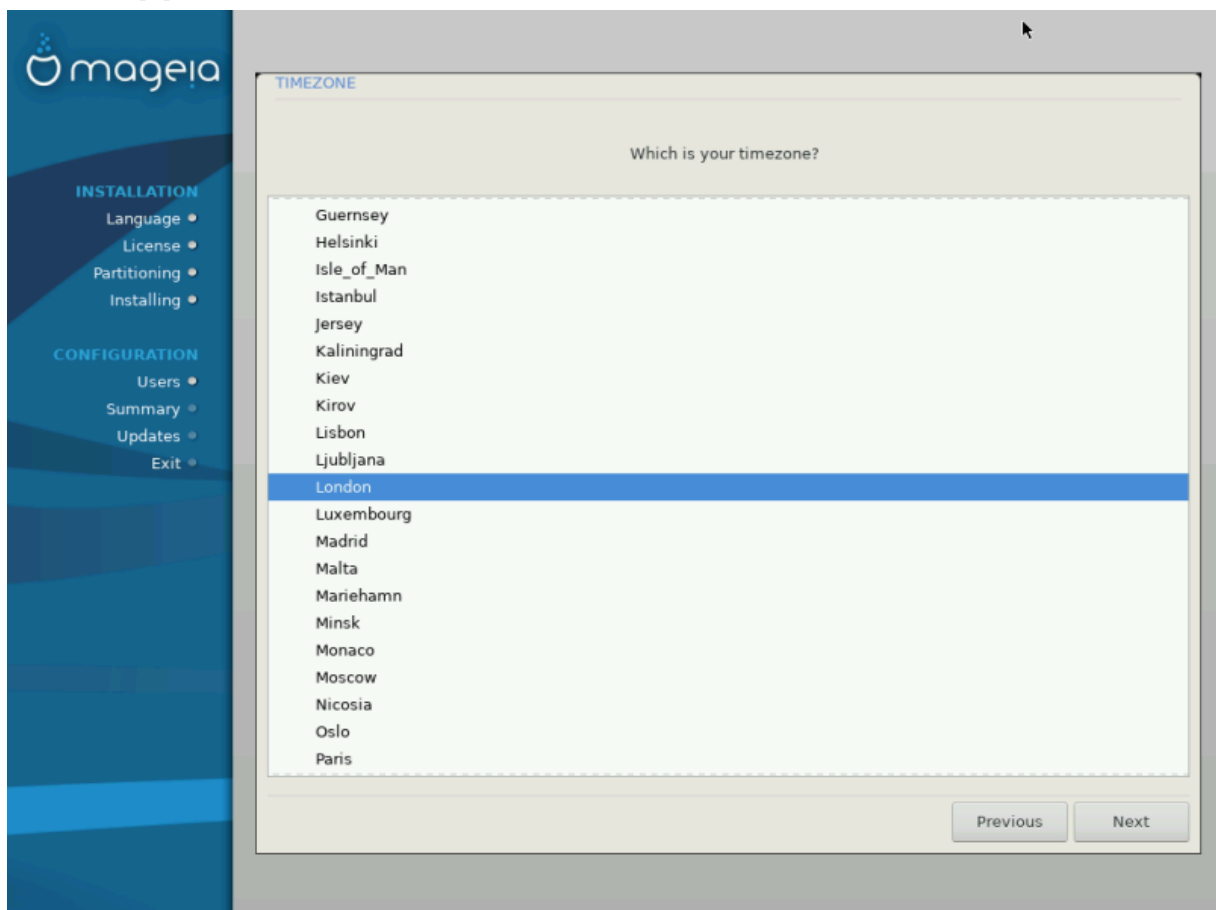 mageia
INSTALLATION
Language
License
Partitioning
Installing
CONFIGURATION
Users
Summary
Updates
Exit
TIMEZONE
Which is your timezone?
Guernsey
Helsinki
Isle_of_Man
Istanbul
Jersey
Kaliningrad
Kiev
Kirov
Lisbon
Ljubljana
London
Luxembourg
Madrid
Malta
Mariehamn
Minsk
Monaco
Moscow
Nicosia
Oslo
Paris
Previous
Next